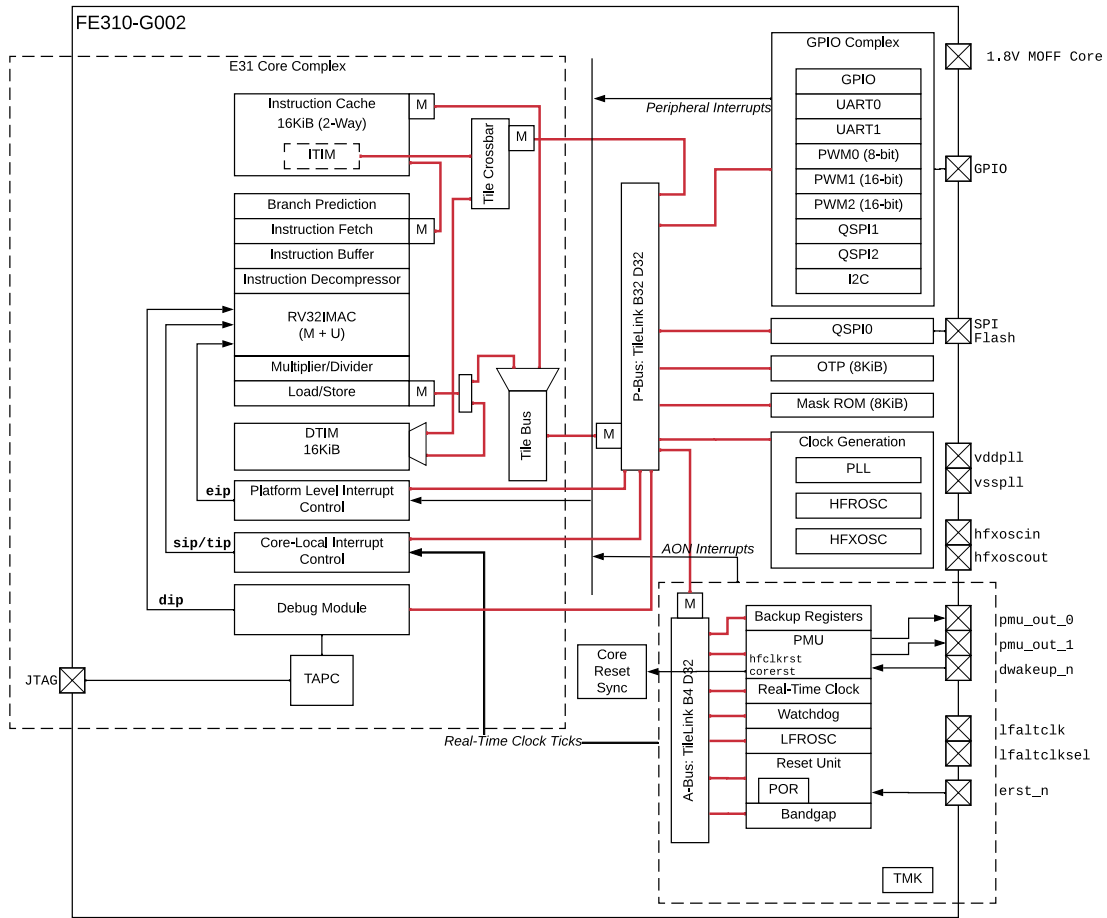 FE310-G002
E31 Core Complex
Instruction Cache
16KiB (2-Way)
M
ITIM
Tile Crossbar
M
Branch Prediction
Instruction Fetch
M
Instruction Buffer
Instruction Decompressor
RV32IMAC
(M + U)
Multiplier/Divider
Load/Store
M
DTIM
16KiB
Tile Bus
M
eip
Platform Level Interrupt
Control
sip/tip
Core-Local Interrupt
Control
dip
Debug Module
JTAG
TAPC
Real-Time Clock Ticks
Peripheral Interrupts
P-Bus: TileLink B32 D32
AON Interrupts
GPIO Complex
GPIO
UART0
UART1
PWM0 (8-bit)
PWM1 (16-bit)
PWM2 (16-bit)
QSPI1
QSPI2
I2C
QSPI0
OTP (8KiB)
Mask ROM (8KiB)
Clock Generation
PLL
HFROSC
HFXOSC
M
A-Bus: TileLink B4 D32
Core
Reset
Sync
Backup Registers
PMU
hfclkrst
corerst
Real-Time Clock
Watchdog
LFROSC
Reset Unit
POR
Bandgap
TMK
1.8V MOFF Core
GPIO
SPI
Flash
vddpll
vsspll
hfxoscin
hfxoscout
pmu_out_0
pmu_out_1
dwakeup_n
lfaltclk
lfaltclksel
erst_n